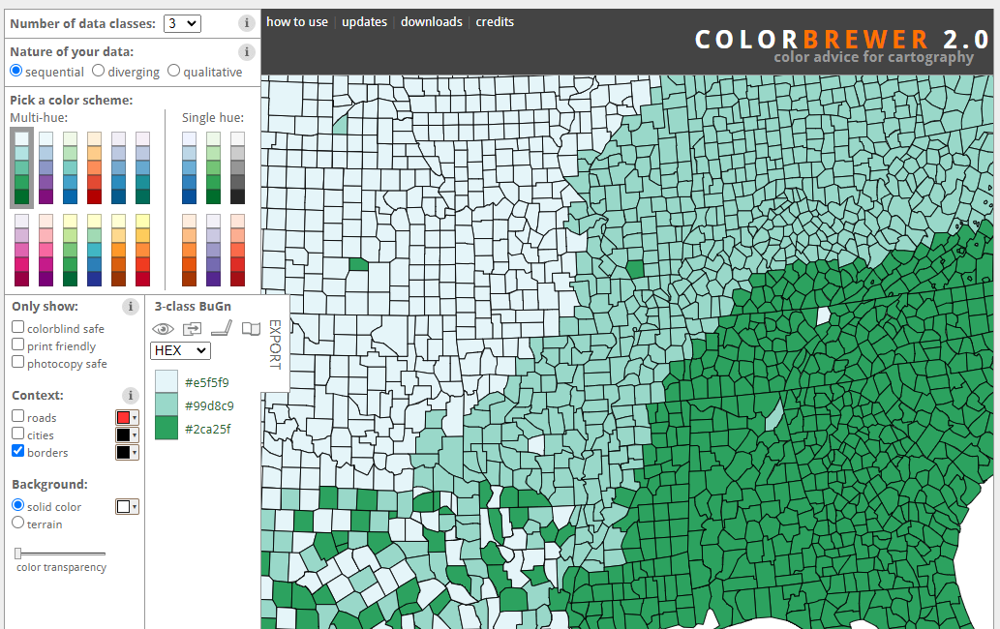 Number of data classes: 3 i
how to use | updates | downloads | credits
COLORBREWER 2.0
color advice for cartography
Nature of your data: i
sequential diverging qualitative
Pick a color scheme:
Multi-hue: Single hue:
Only show: i
colorblind safe
print friendly
photocopy safe
Context: i
roads
cities
borders
Background:
solid color
terrain
color transparency
3-class BuGn
EXPORT
HEX
#e5f5f9
#99d8c9
#2ca25f